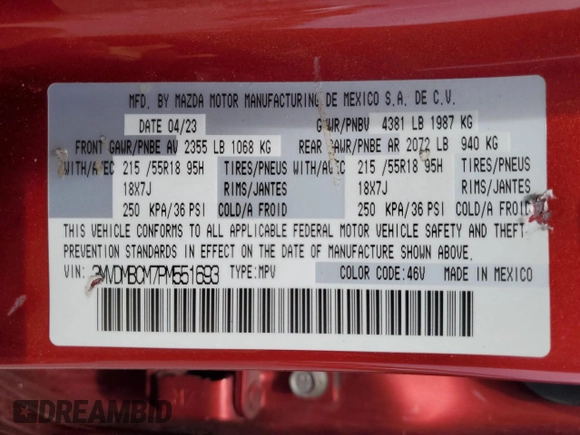 MFD. BY MAZDA MOTOR MANUFACTURING DE MEXICO S.A. DE C.V.
DATE 04/23 GAWR/PNBV 4381 LB 1987 KG
FRONT GAWR/PNBE AV 2355 LB 1068 KG REAR GAWR/PNBE AR 2072 LB 940 KG
WITH/AVEC 215 /55R18 95H TIRES/PNEUS WITH/AVEC 215 /55R18 95H TIRES/PNEUS
18X7J RIMS/JANTES 18X7J RIMS/JANTES
250 KPA/36 PSI COLD/A FROID 250 KPA/36 PSI COLD/A FROID
THIS VEHICLE CONFORMS TO ALL APPLICABLE FEDERAL MOTOR VEHICLE SAFETY AND THEFT
PREVENTION STANDARDS IN EFFECT ON THE DATE OF MANUFACTURE SHOWN ABOVE.
VIN: 3MVDMBCM7PM551693 TYPE: MPV COLOR CODE: 46V MADE IN MEXICO
DREAMBID